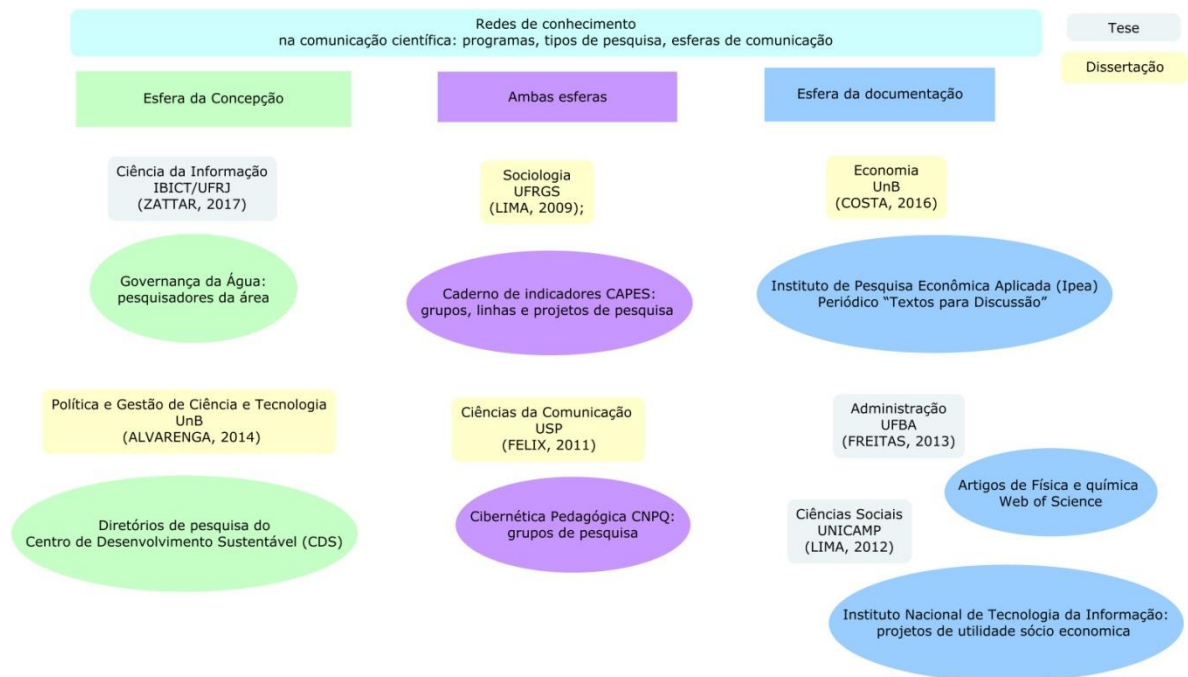 Redes de conhecimento
na comunicação científica: programas, tipos de pesquisa, esferas de comunicação
Tese
Dissertação
Esfera da Concepção
Ambas esferas
Esfera da documentação
Ciência da Informação
IBICT/UFRJ
(ZATTAR, 2017)
Sociologia
UFRGS
(LIMA, 2009);
Economia
UnB
(COSTA, 2016)
Governança da Água:
pesquisadores da área
Caderno de indicadores CAPES:
grupos, linhas e projetos de pesquisa
Instituto de Pesquisa Econômica Aplicada (Ipea)
Periódico “Textos para Discussão”
Política e Gestão de Ciência e Tecnologia
UnB
(ALVARENGA, 2014)
Ciências da Comunicação
USP
(FELIX, 2011)
Administração
UFBA
(FREITAS, 2013)
Artigos de Física e química
Web of Science
Diretórios de pesquisa do
Centro de Desenvolvimento Sustentável (CDS)
Cibernética Pedagógica CNPQ:
grupos de pesquisa
Ciências Sociais
UNICAMP
(LIMA, 2012)
Instituto Nacional de Tecnologia da Informação:
projetos de utilidade sócio economica